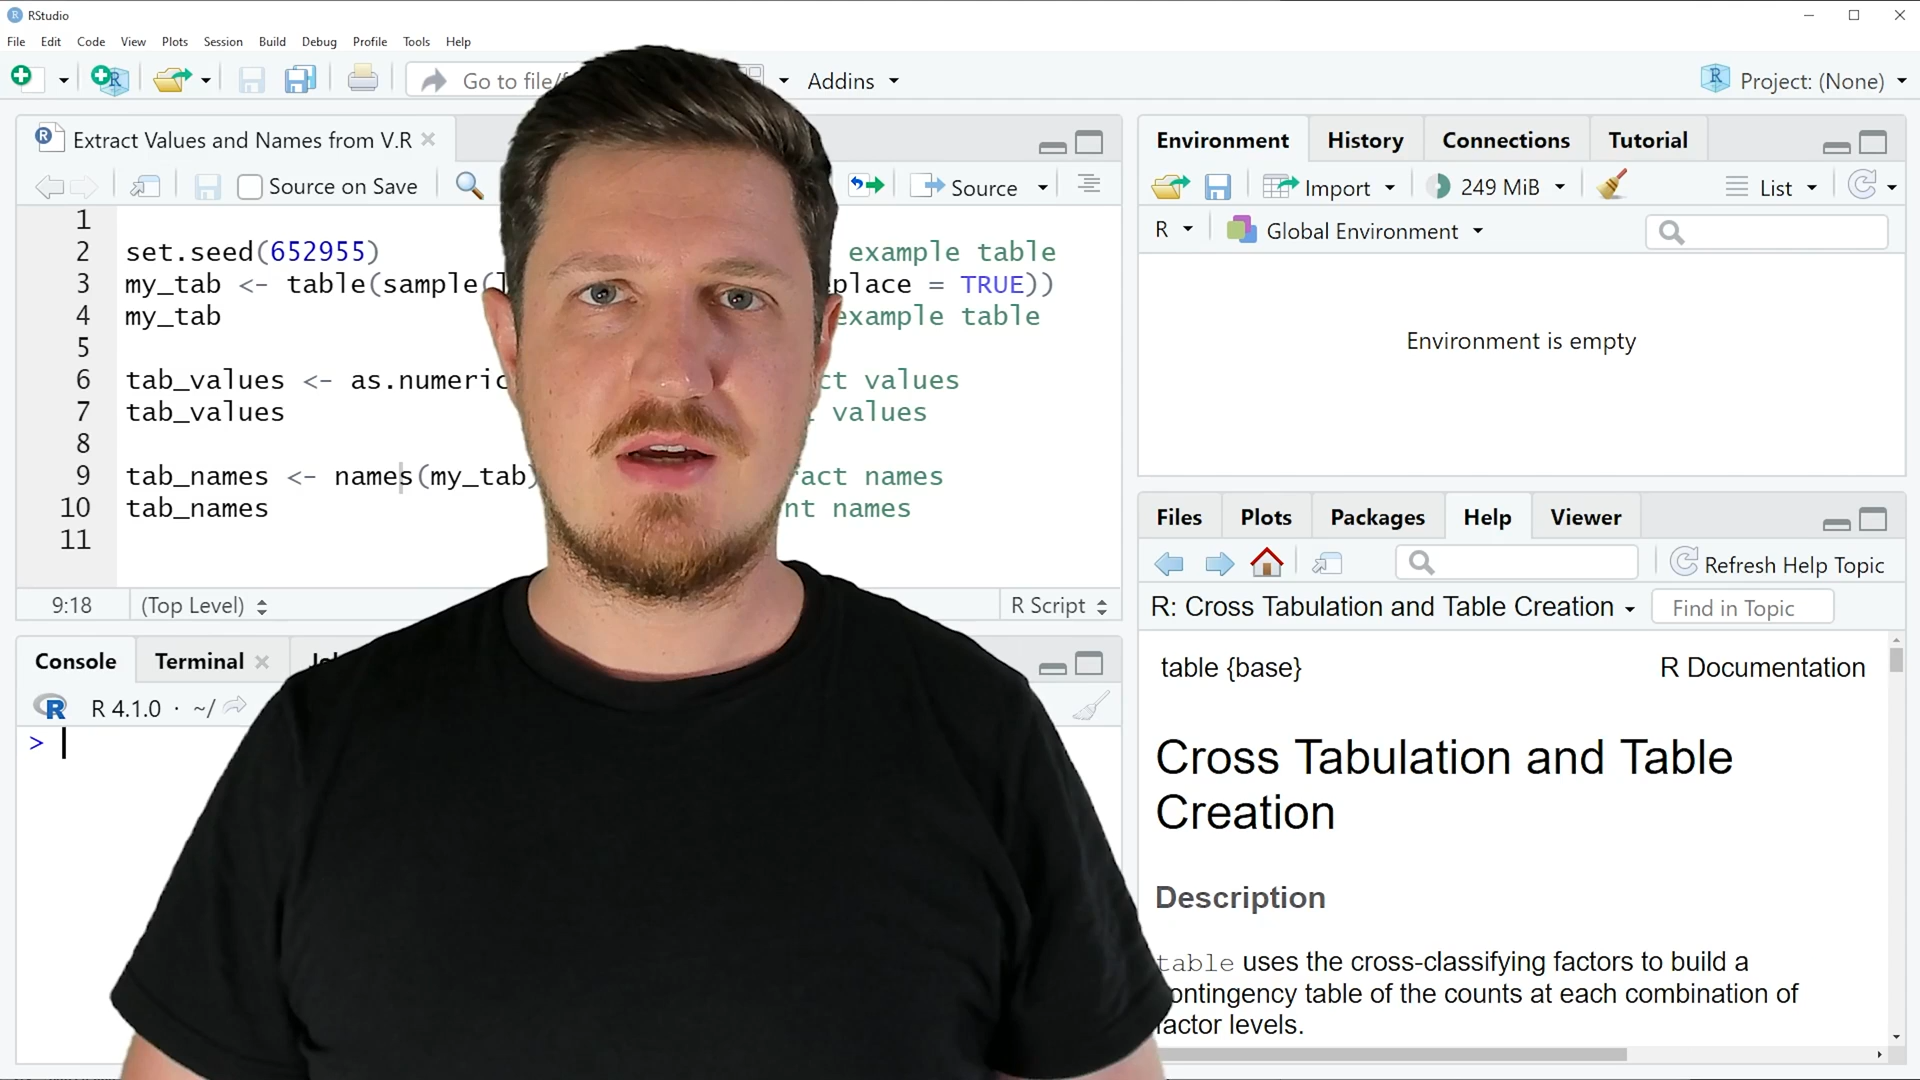 RStudio
File Edit Code View Plots Session Build Debug Profile Tools Help
Go to file/f Addins Project: (None)
Extract Values and Names from V.R
Source on Save Source
1
2 set.seed(652955) example table
3 my_tab <- table(sample(l place = TRUE))
4 my_tab example table
5
6 tab_values <- as.numeric ct values
7 tab_values values
8
9 tab_names <- names(my_tab) ract names
10 tab_names nt names
11
9:18 (Top Level) R Script
Console Terminal
R 4.1.0 · ~/
>
Environment History Connections Tutorial
Import 249 MiB List
R Global Environment
Environment is empty
Files Plots Packages Help Viewer
Refresh Help Topic
R: Cross Tabulation and Table Creation Find in Topic
table {base} R Documentation
Cross Tabulation and Table
Creation
Description
table uses the cross-classifying factors to build a
ontingency table of the counts at each combination of
factor levels.